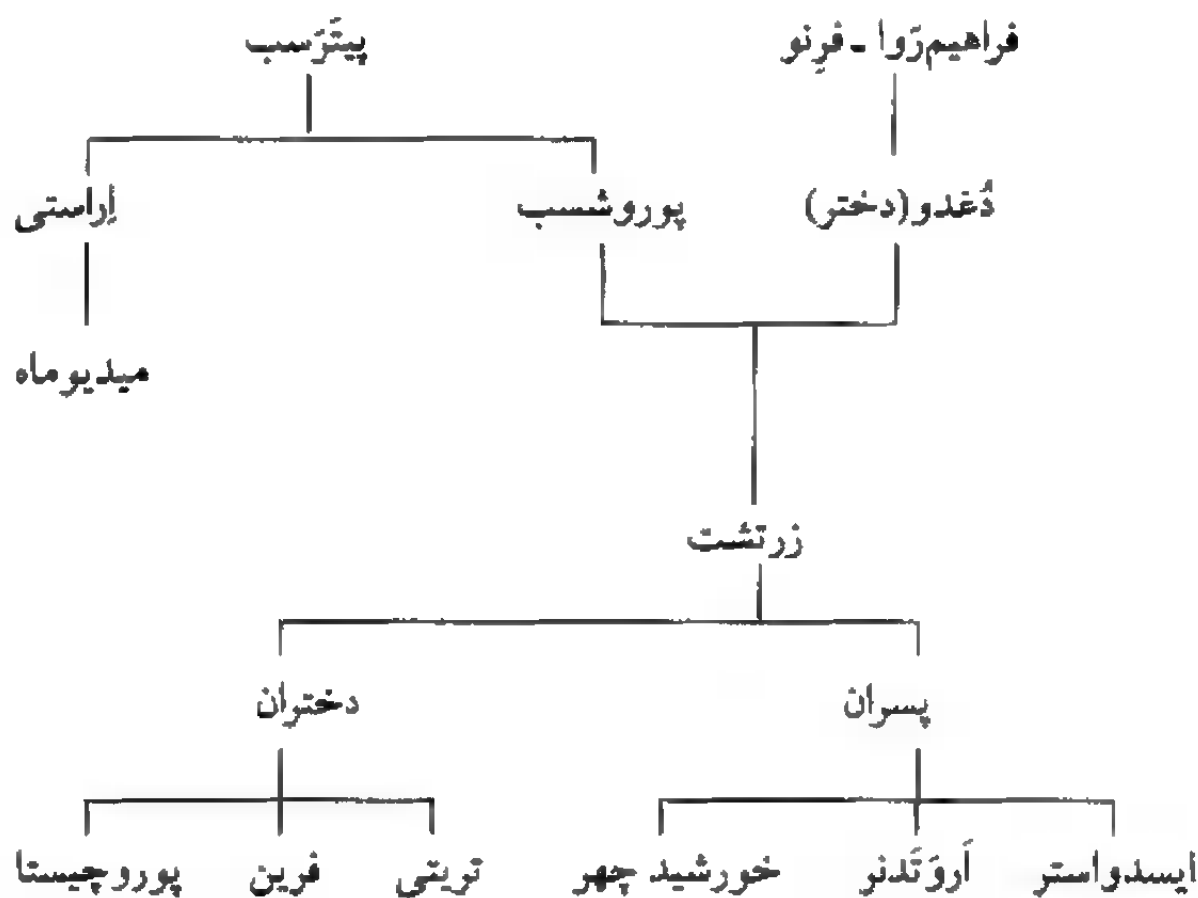 فراهیم‌رَوا ـ فرِنو پیتَرَسب
دُغدو (دختر) پوروشسب اِراستی
میدیوماه
زرتشت
پسران دختران
ایسدواستر اَروَتَدنر خورشید چهر تریتی فرین پوروچیستا